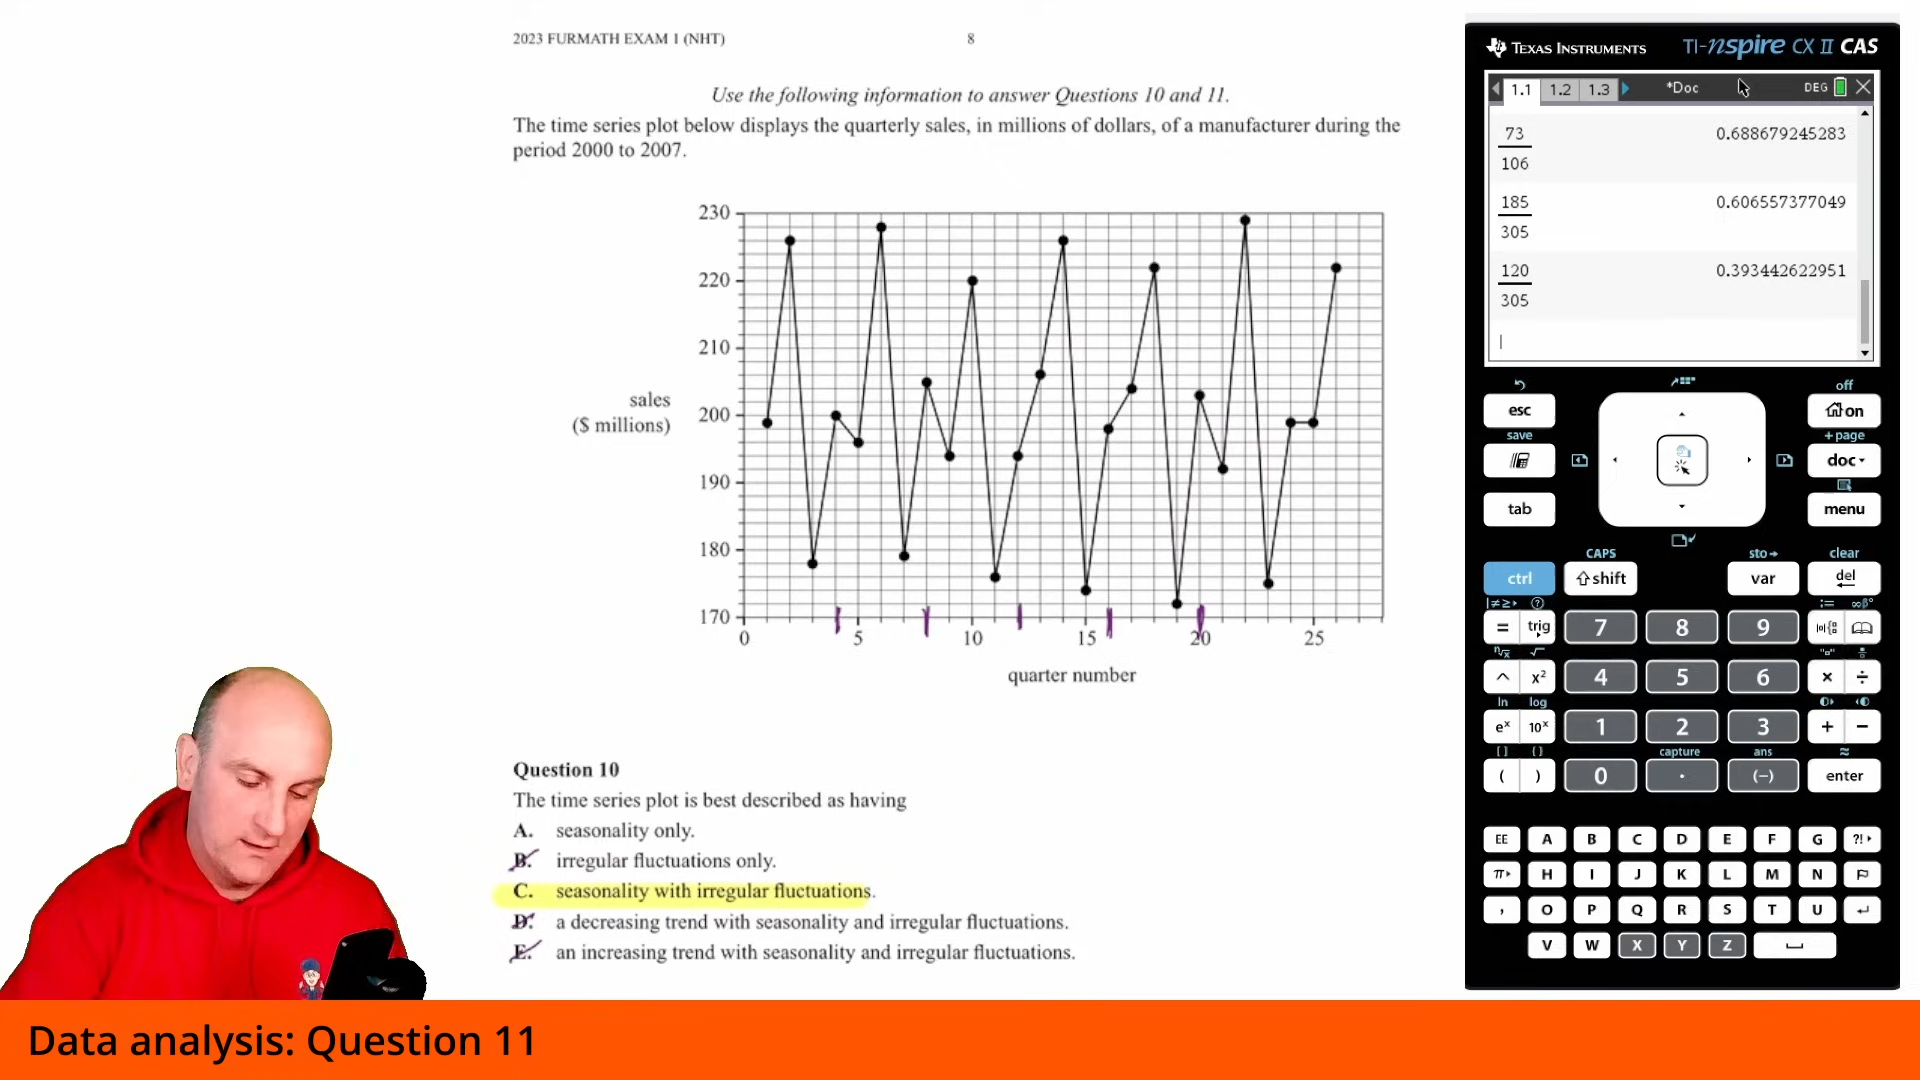 2023 FURMATH EXAM 1 (NHT)
8
Use the following information to answer Questions 10 and 11.
The time series plot below displays the quarterly sales, in millions of dollars, of a manufacturer during the
period 2000 to 2007.
230
220
210
200
190
180
170
sales
($ millions)
0 5 10 15 20 25
quarter number
Question 10
The time series plot is best described as having
A. seasonality only.
B. irregular fluctuations only.
C. seasonality with irregular fluctuations.
D. a decreasing trend with seasonality and irregular fluctuations.
E. an increasing trend with seasonality and irregular fluctuations.
TEXAS INSTRUMENTS TI-nspire CX II CAS
1.1 1.2 1.3 *Doc DEG
73
106
0.688679245283
185
305
0.606557377049
120
305
0.393442622951
off
esc on
save + page
doc
tab menu
CAPS sto→ clear
ctrl shift var del
= trig 7 8 9
^ x² 4 5 6 × ÷
ln log
eˣ 10ˣ 1 2 3 + −
[ ] { } capture ans ≈
( ) 0 . (−) enter
EE A B C D E F G ?!
π H I J K L M N
, O P Q R S T U
V W X Y Z
Data analysis: Question 11